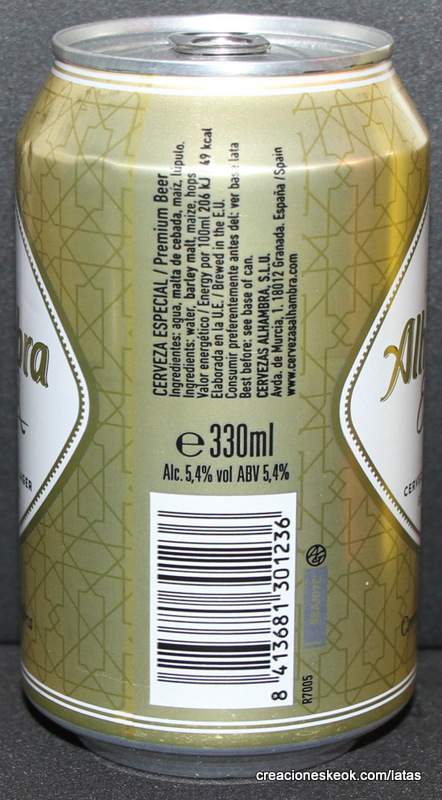 CERVEZA ESPECIAL / Premium Beer
Ingredientes: agua, malta de cebada, maíz, lúpulo.
Ingredients: water, barley malt, maize, hops
Valor energético / Energy por 100ml 206 kJ 49 kcal
Elaborada en la U.E. / Brewed in the E.U.
Consumir preferentemente antes del: ver base lata
Best before: see base of can.
CERVEZAS ALHAMBRA, S.L.U.
Avda. de Murcia, 1. 18012 Granada. España / Spain
www.cervezasalhambra.com
e 330ml
Alc. 5,4% vol ABV 5,4%
8 413681 301236
R7005
bra
Al
creacioneskeok.com/latas